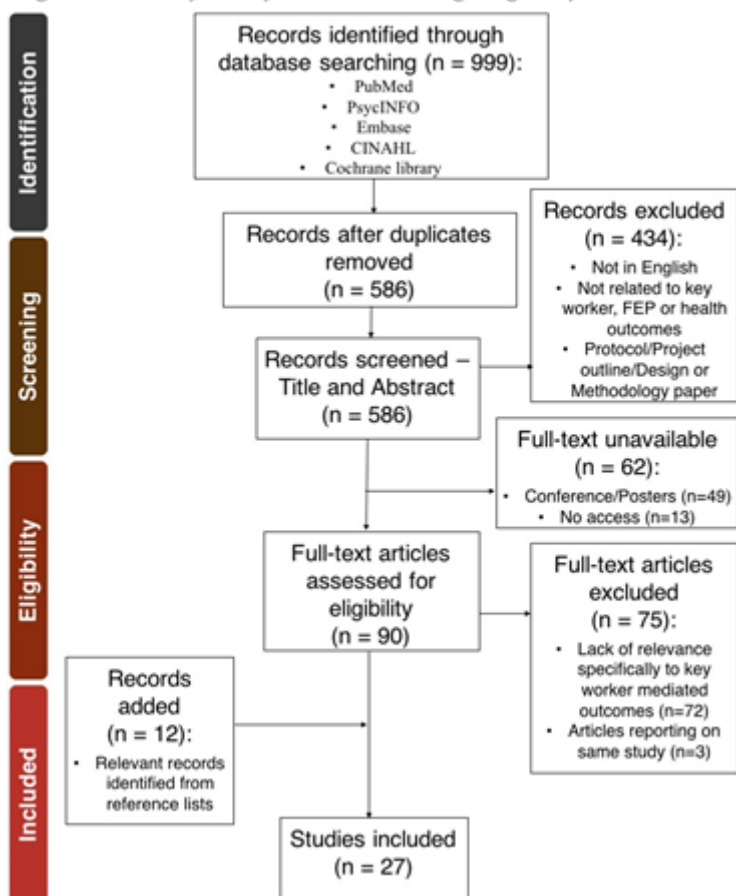 Identification
Records identified through
database searching (n = 999):
• PubMed
• PsycINFO
• Embase
• CINAHL
• Cochrane library
Records after duplicates
removed
(n = 586)
Records excluded
(n = 434):
• Not in English
• Not related to key
worker, FEP or health
outcomes
• Protocol/Project
outline/Design or
Methodology paper
Screening
Records screened –
Title and Abstract
(n = 586)
Full-text unavailable
(n = 62):
• Conference/Posters (n=49)
• No access (n=13)
Eligibility
Full-text articles
assessed for
eligibility
(n = 90)
Full-text articles
excluded
(n = 75):
• Lack of relevance
specifically to key
worker mediated
outcomes (n=72)
• Articles reporting on
same study (n=3)
Records
added
(n = 12):
• Relevant records
identified from
reference lists
Included
Studies included
(n = 27)